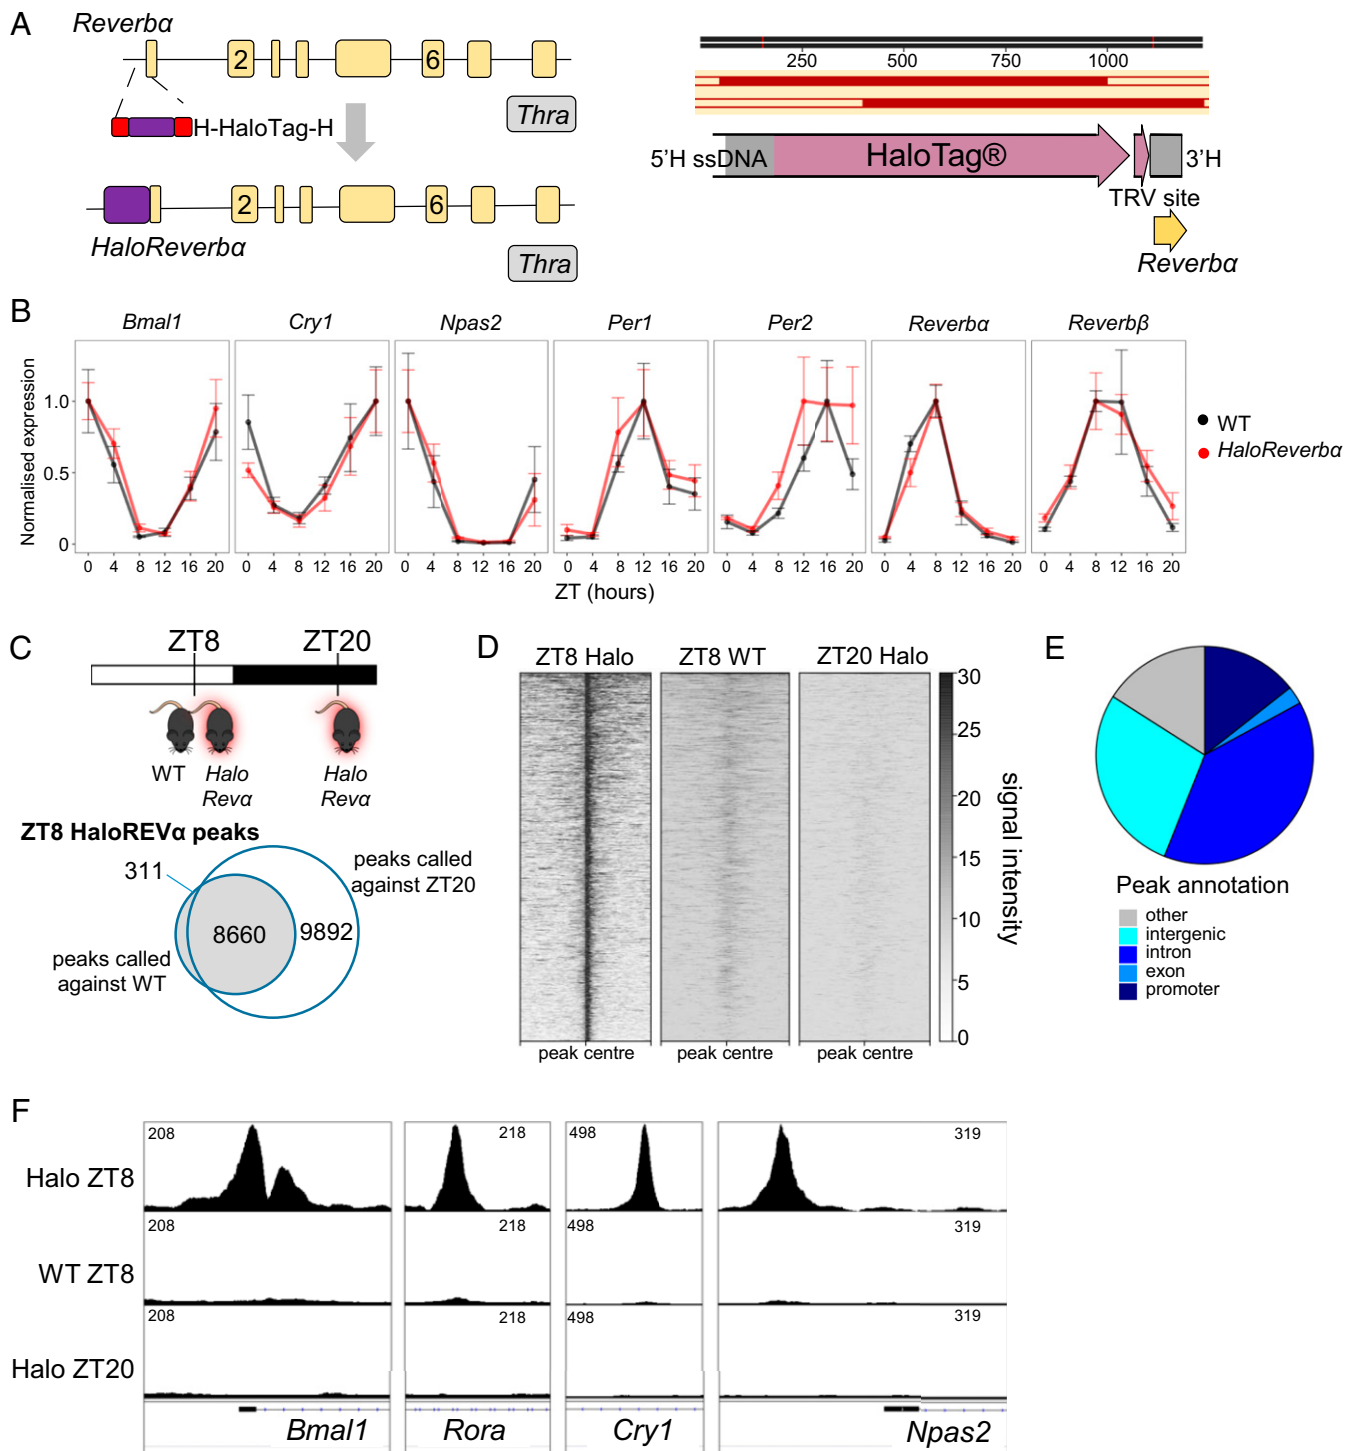 A
Reverbα
2
6
H-HaloTag-H
Thra
2
6
HaloReverbα
Thra
250 500 750 1000
5'H ssDNA
HaloTag®
3'H
TRV site
Reverbα
B
Bmal1 Cry1 Npas2 Per1 Per2 Reverbα Reverbβ
Normalised expression
1.0
0.5
0
0 4 8 12 16 20 0 4 8 12 16 20 0 4 8 12 16 20 0 4 8 12 16 20 0 4 8 12 16 20 0 4 8 12 16 20 0 4 8 12 16 20
ZT (hours)
WT
HaloReverbα
C
ZT8 ZT20
WT
Halo
Revα
Halo
Revα
ZT8 HaloREVα peaks
311
peaks called
against ZT20
8660
9892
peaks called
against WT
D
ZT8 Halo ZT8 WT ZT20 Halo
30
25
20
15
10
5
0
signal intensity
peak centre peak centre peak centre
E
Peak annotation
other
intergenic
intron
exon
promoter
F
Halo ZT8
208 218 498 319
WT ZT8
208 218 498 319
Halo ZT20
208 218 498 319
Bmal1 Rora Cry1 Npas2